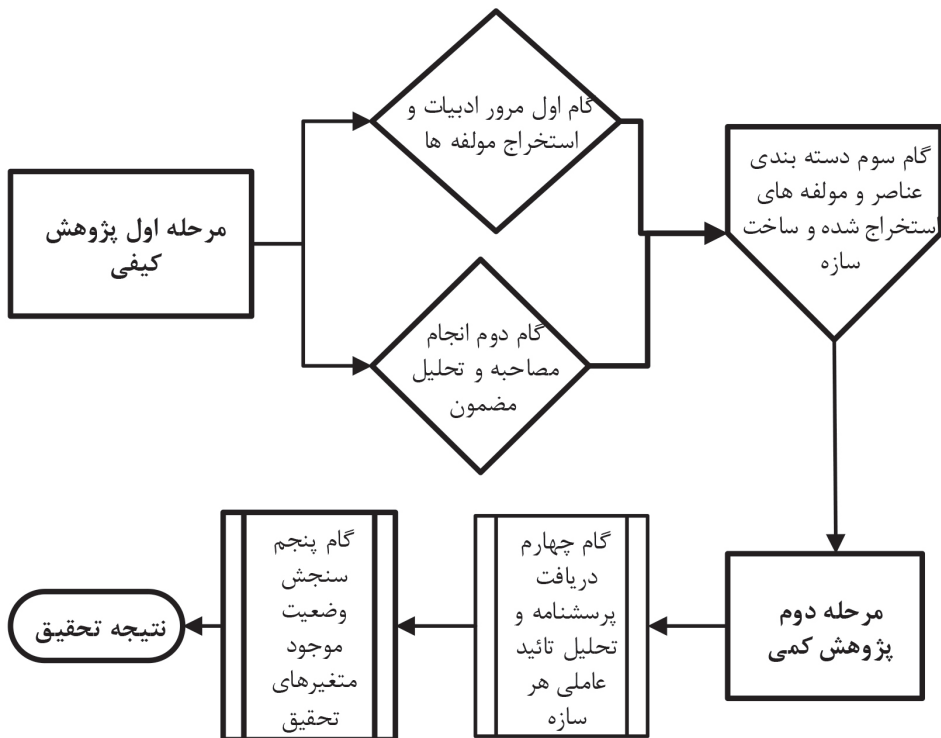 مرحله اول پژوهش
کیفی
گام اول مرور ادبیات و
استخراج مولفه ها
گام دوم انجام
مصاحبه و تحلیل
مضمون
گام سوم دسته بندی
عناصر و مولفه های
استخراج شده و ساخت
سازه
مرحله دوم
پژوهش کمی
گام چهارم
دریافت
پرسشنامه و
تحلیل تائید
عاملی هر
سازه
گام پنجم
سنجش
وضعیت
موجود
متغیرهای
تحقیق
نتیجه تحقیق